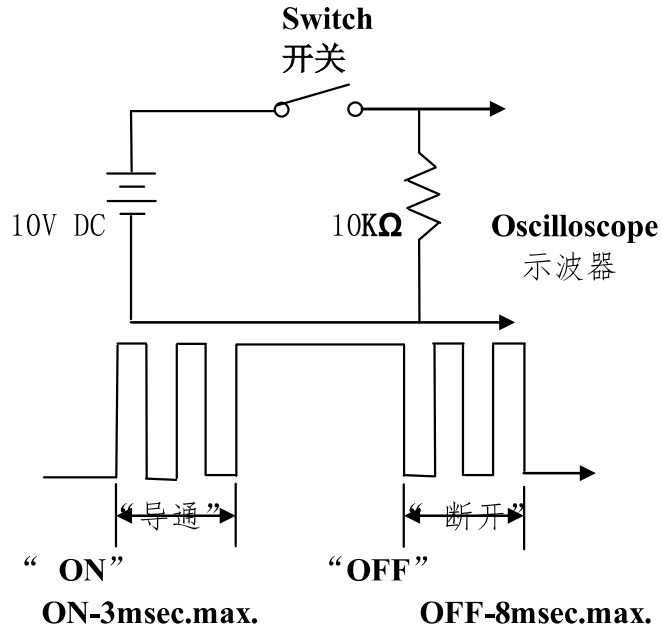 Switch
开关
10V DC
10KΩ
Oscilloscope
示波器
“导通”
“ 断开”
“ ON”
“OFF”
ON-3msec.max.
OFF-8msec.max.